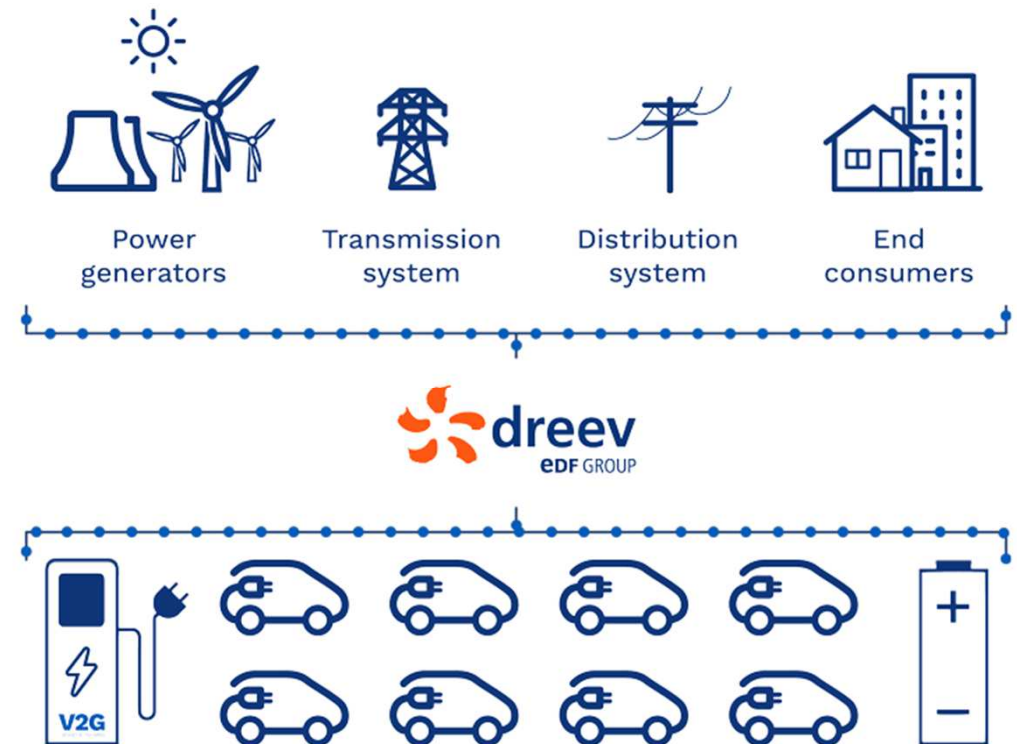 Power
generators
Transmission
system
Distribution
system
End
consumers
dreev
eDF GROUP
V2G
+
−